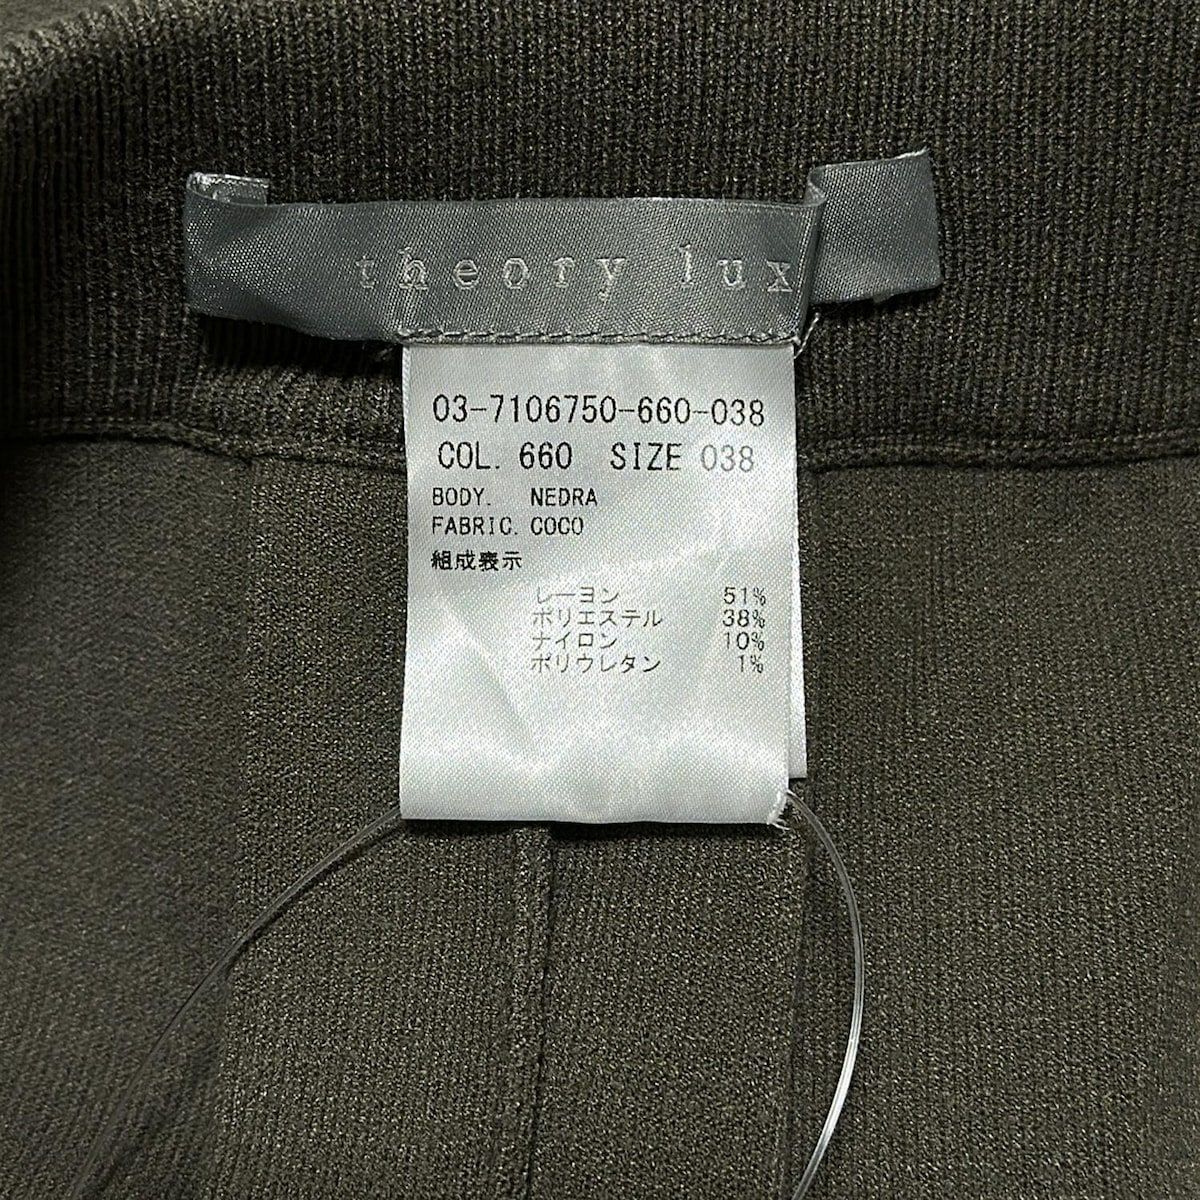 theory lux
03-7106750-660-038
COL. 660 SIZE 038
BODY. NEDRA
FABRIC. COCO
組成表示
レーヨン 51%
ポリエステル 38%
ナイロン 10%
ポリウレタン 1%